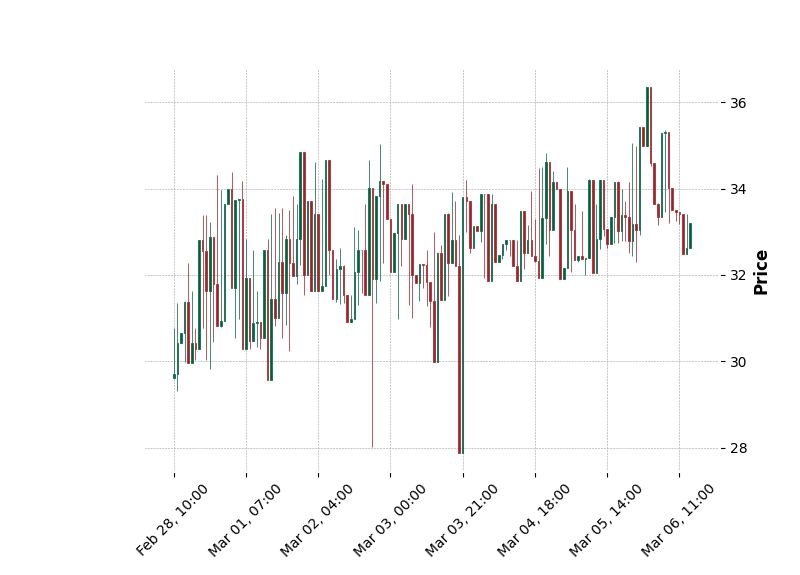 36
34
32
30
28
Price
Feb 28, 10:00
Mar 01, 07:00
Mar 02, 04:00
Mar 03, 00:00
Mar 03, 21:00
Mar 04, 18:00
Mar 05, 14:00
Mar 06, 11:00